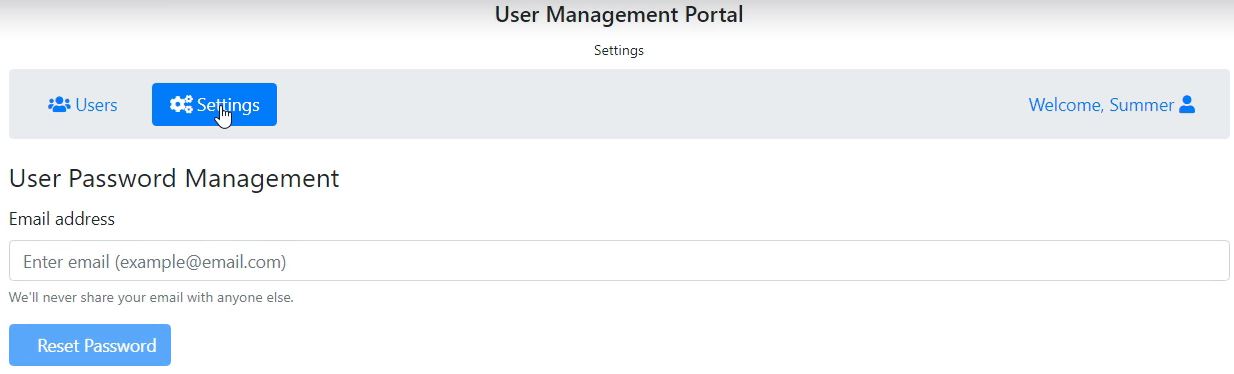 User Management Portal
Settings
Users Settings Welcome, Summer
User Password Management
Email address
Enter email (example@email.com)
We'll never share your email with anyone else.
Reset Password